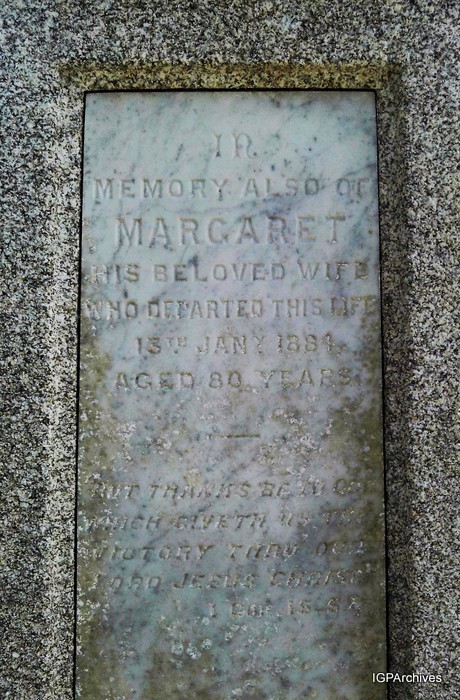 IN
MEMORY ALSO OF
MARGARET
HIS BELOVED WIFE
WHO DEPARTED THIS LIFE
13TH JANY 1884
AGED 80 YEARS
BUT THANKS BE TO
WHICH GIVETH US THE
VICTORY THRO OUR
LORD JESUS CHRIST
1 COR. 15.57
IGPArchives